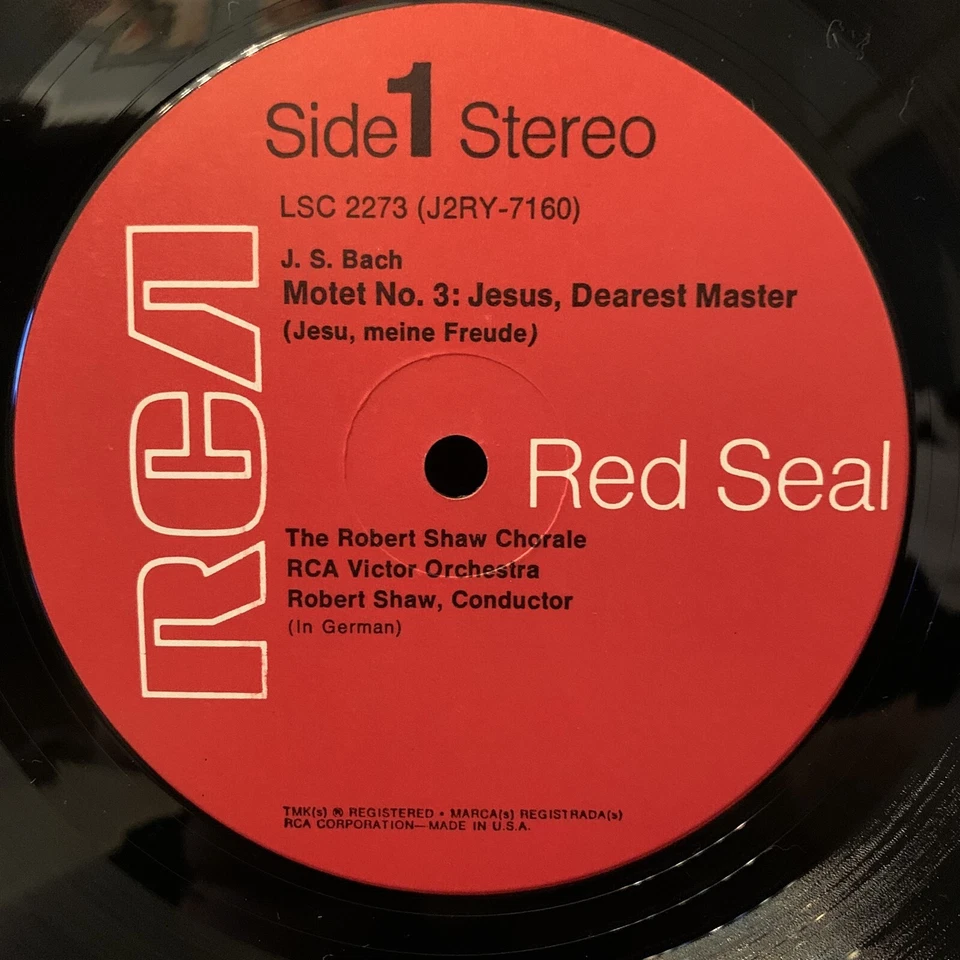 Side 1 Stereo
LSC 2273 (J2RY-7160)
J. S. Bach
Motet No. 3: Jesus, Dearest Master
(Jesu, meine Freude)
RCA
Red Seal
The Robert Shaw Chorale
RCA Victor Orchestra
Robert Shaw, Conductor
(In German)
TMK(s) ® REGISTERED • MARCA(s) REGISTRADA(s)
RCA CORPORATION—MADE IN U.S.A.